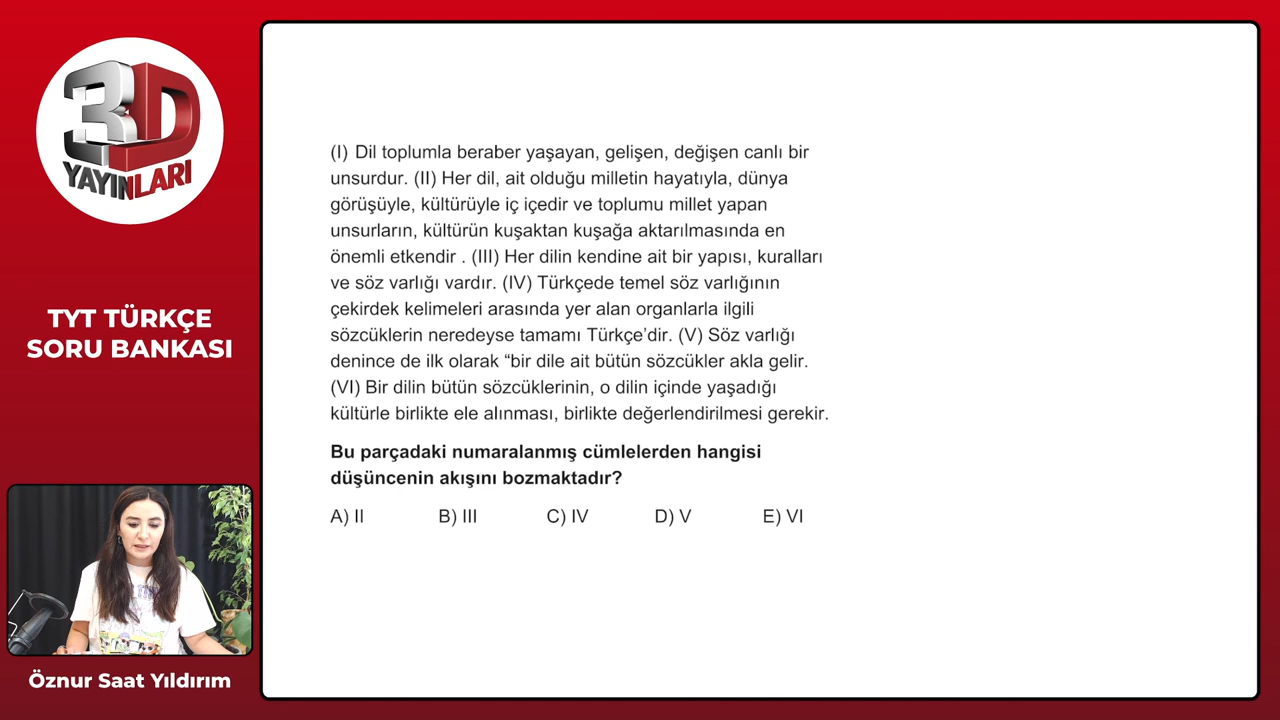 3D
YAYINLARI
TYT TÜRKÇE
SORU BANKASI
Öznur Saat Yıldırım
(I) Dil toplumla beraber yaşayan, gelişen, değişen canlı bir
unsurdur. (II) Her dil, ait olduğu milletin hayatıyla, dünya
görüşüyle, kültürüyle iç içedir ve toplumu millet yapan
unsurların, kültürün kuşaktan kuşağa aktarılmasında en
önemli etkendir . (III) Her dilin kendine ait bir yapısı, kuralları
ve söz varlığı vardır. (IV) Türkçede temel söz varlığının
çekirdek kelimeleri arasında yer alan organlarla ilgili
sözcüklerin neredeyse tamamı Türkçe’dir. (V) Söz varlığı
denince de ilk olarak “bir dile ait bütün sözcükler akla gelir.
(VI) Bir dilin bütün sözcüklerinin, o dilin içinde yaşadığı
kültürle birlikte ele alınması, birlikte değerlendirilmesi gerekir.
Bu parçadaki numaralanmış cümlelerden hangisi
düşüncenin akışını bozmaktadır?
A) II B) III C) IV D) V E) VI